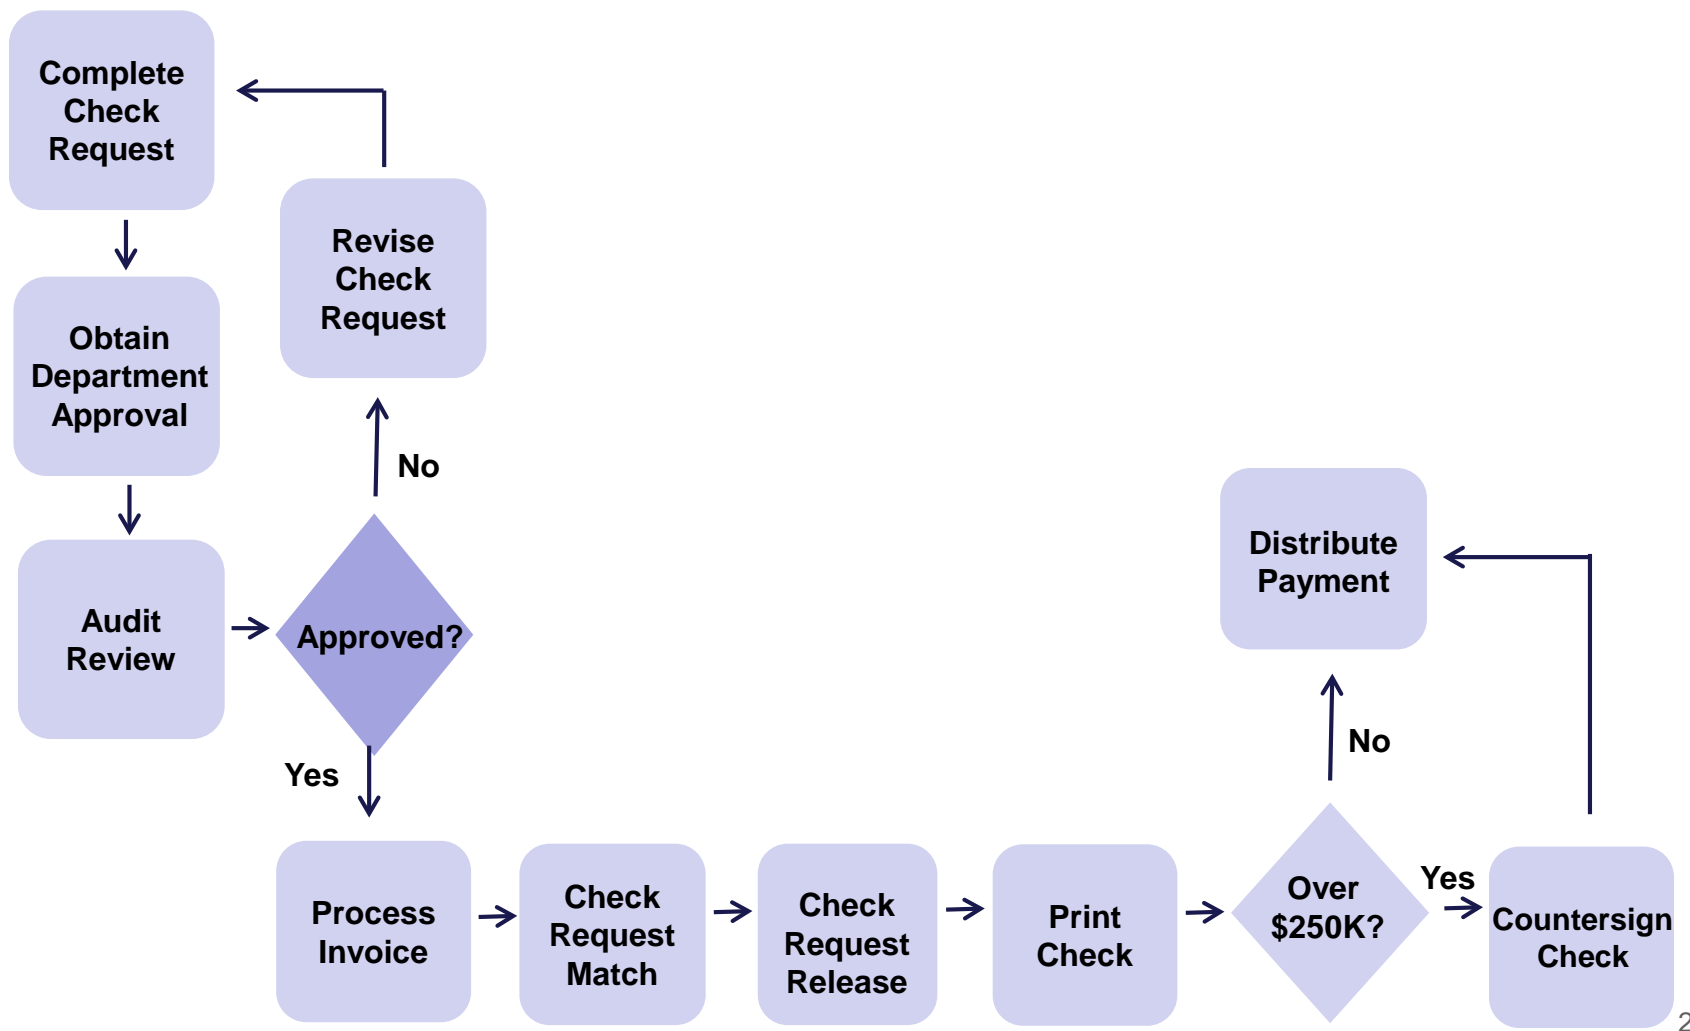 Complete
Check
Request
Revise
Check
Request
Obtain
Department
Approval
No
Audit
Review
Approved?
Yes
Distribute
Payment
No
Process
Invoice
Check
Request
Match
Check
Request
Release
Print
Check
Over
$250K?
Yes
Countersign
Check
2